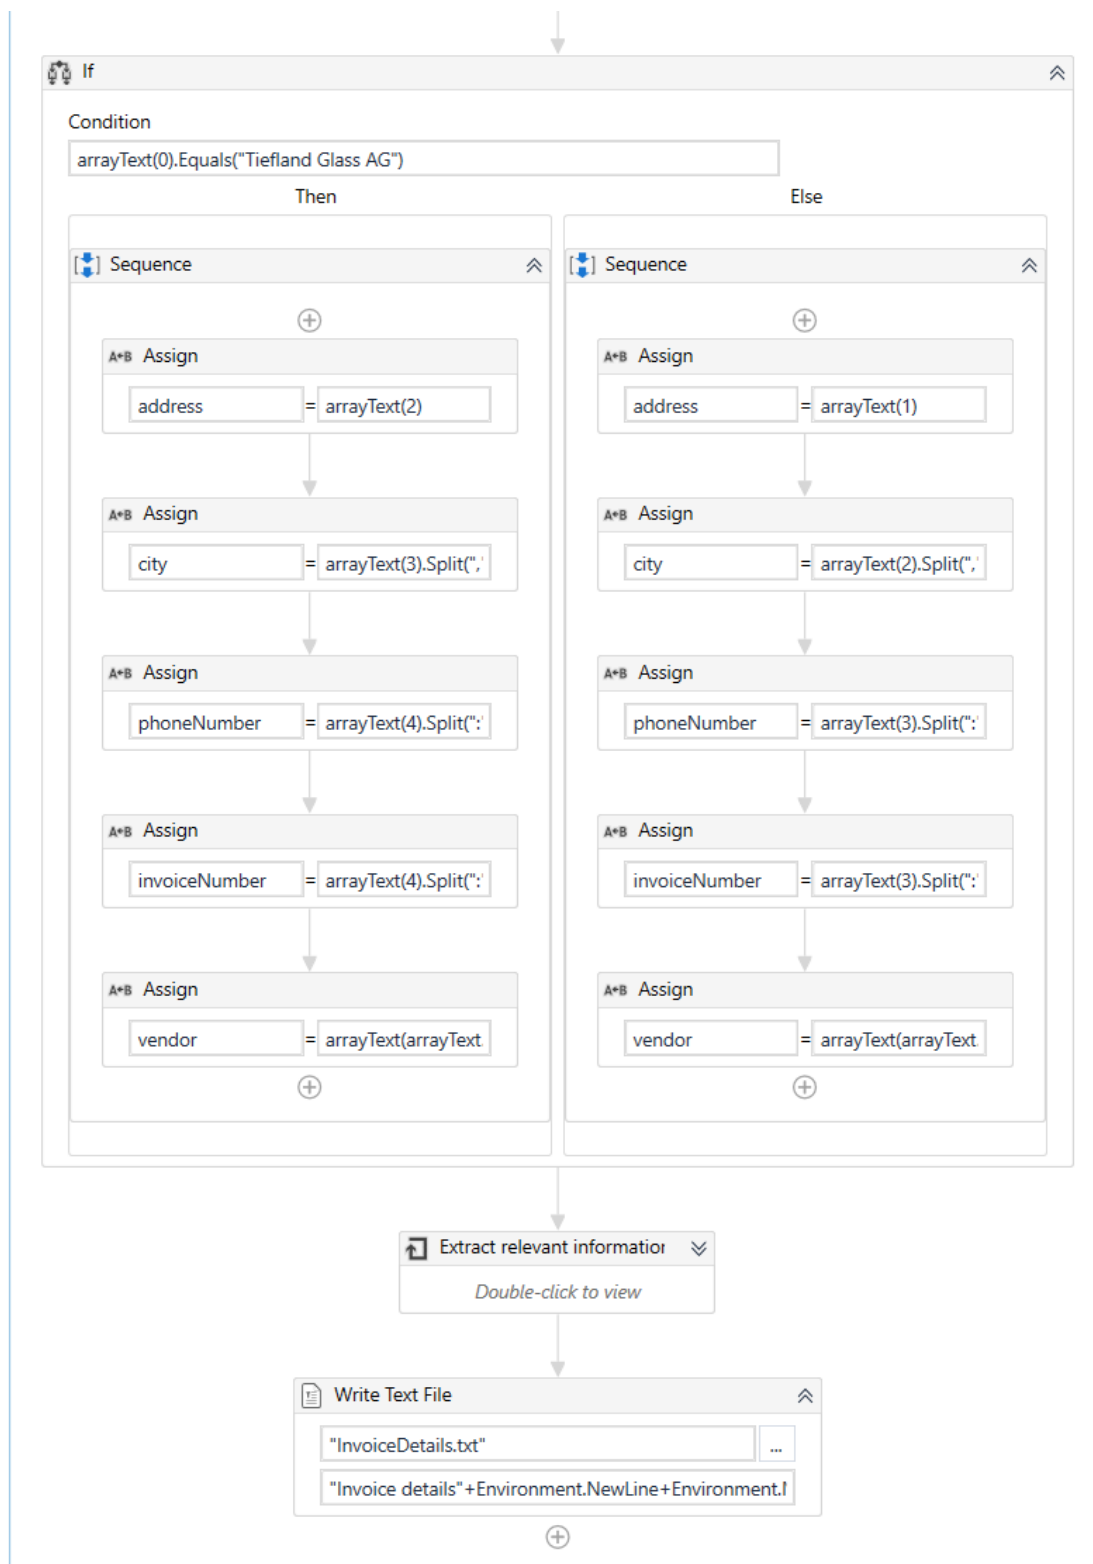 If
Condition
arrayText(0).Equals("Tiefland Glass AG")
Then
Else
Sequence
Sequence
A+B Assign
address = arrayText(2)
A+B Assign
city = arrayText(3).Split(","
A+B Assign
phoneNumber = arrayText(4).Split(":"
A+B Assign
invoiceNumber = arrayText(4).Split(":"
A+B Assign
vendor = arrayText(arrayText.
A+B Assign
address = arrayText(1)
A+B Assign
city = arrayText(2).Split(","
A+B Assign
phoneNumber = arrayText(3).Split(":"
A+B Assign
invoiceNumber = arrayText(3).Split(":"
A+B Assign
vendor = arrayText(arrayText.
Extract relevant information
Double-click to view
Write Text File
"InvoiceDetails.txt"
...
"Invoice details"+Environment.NewLine+Environment.N